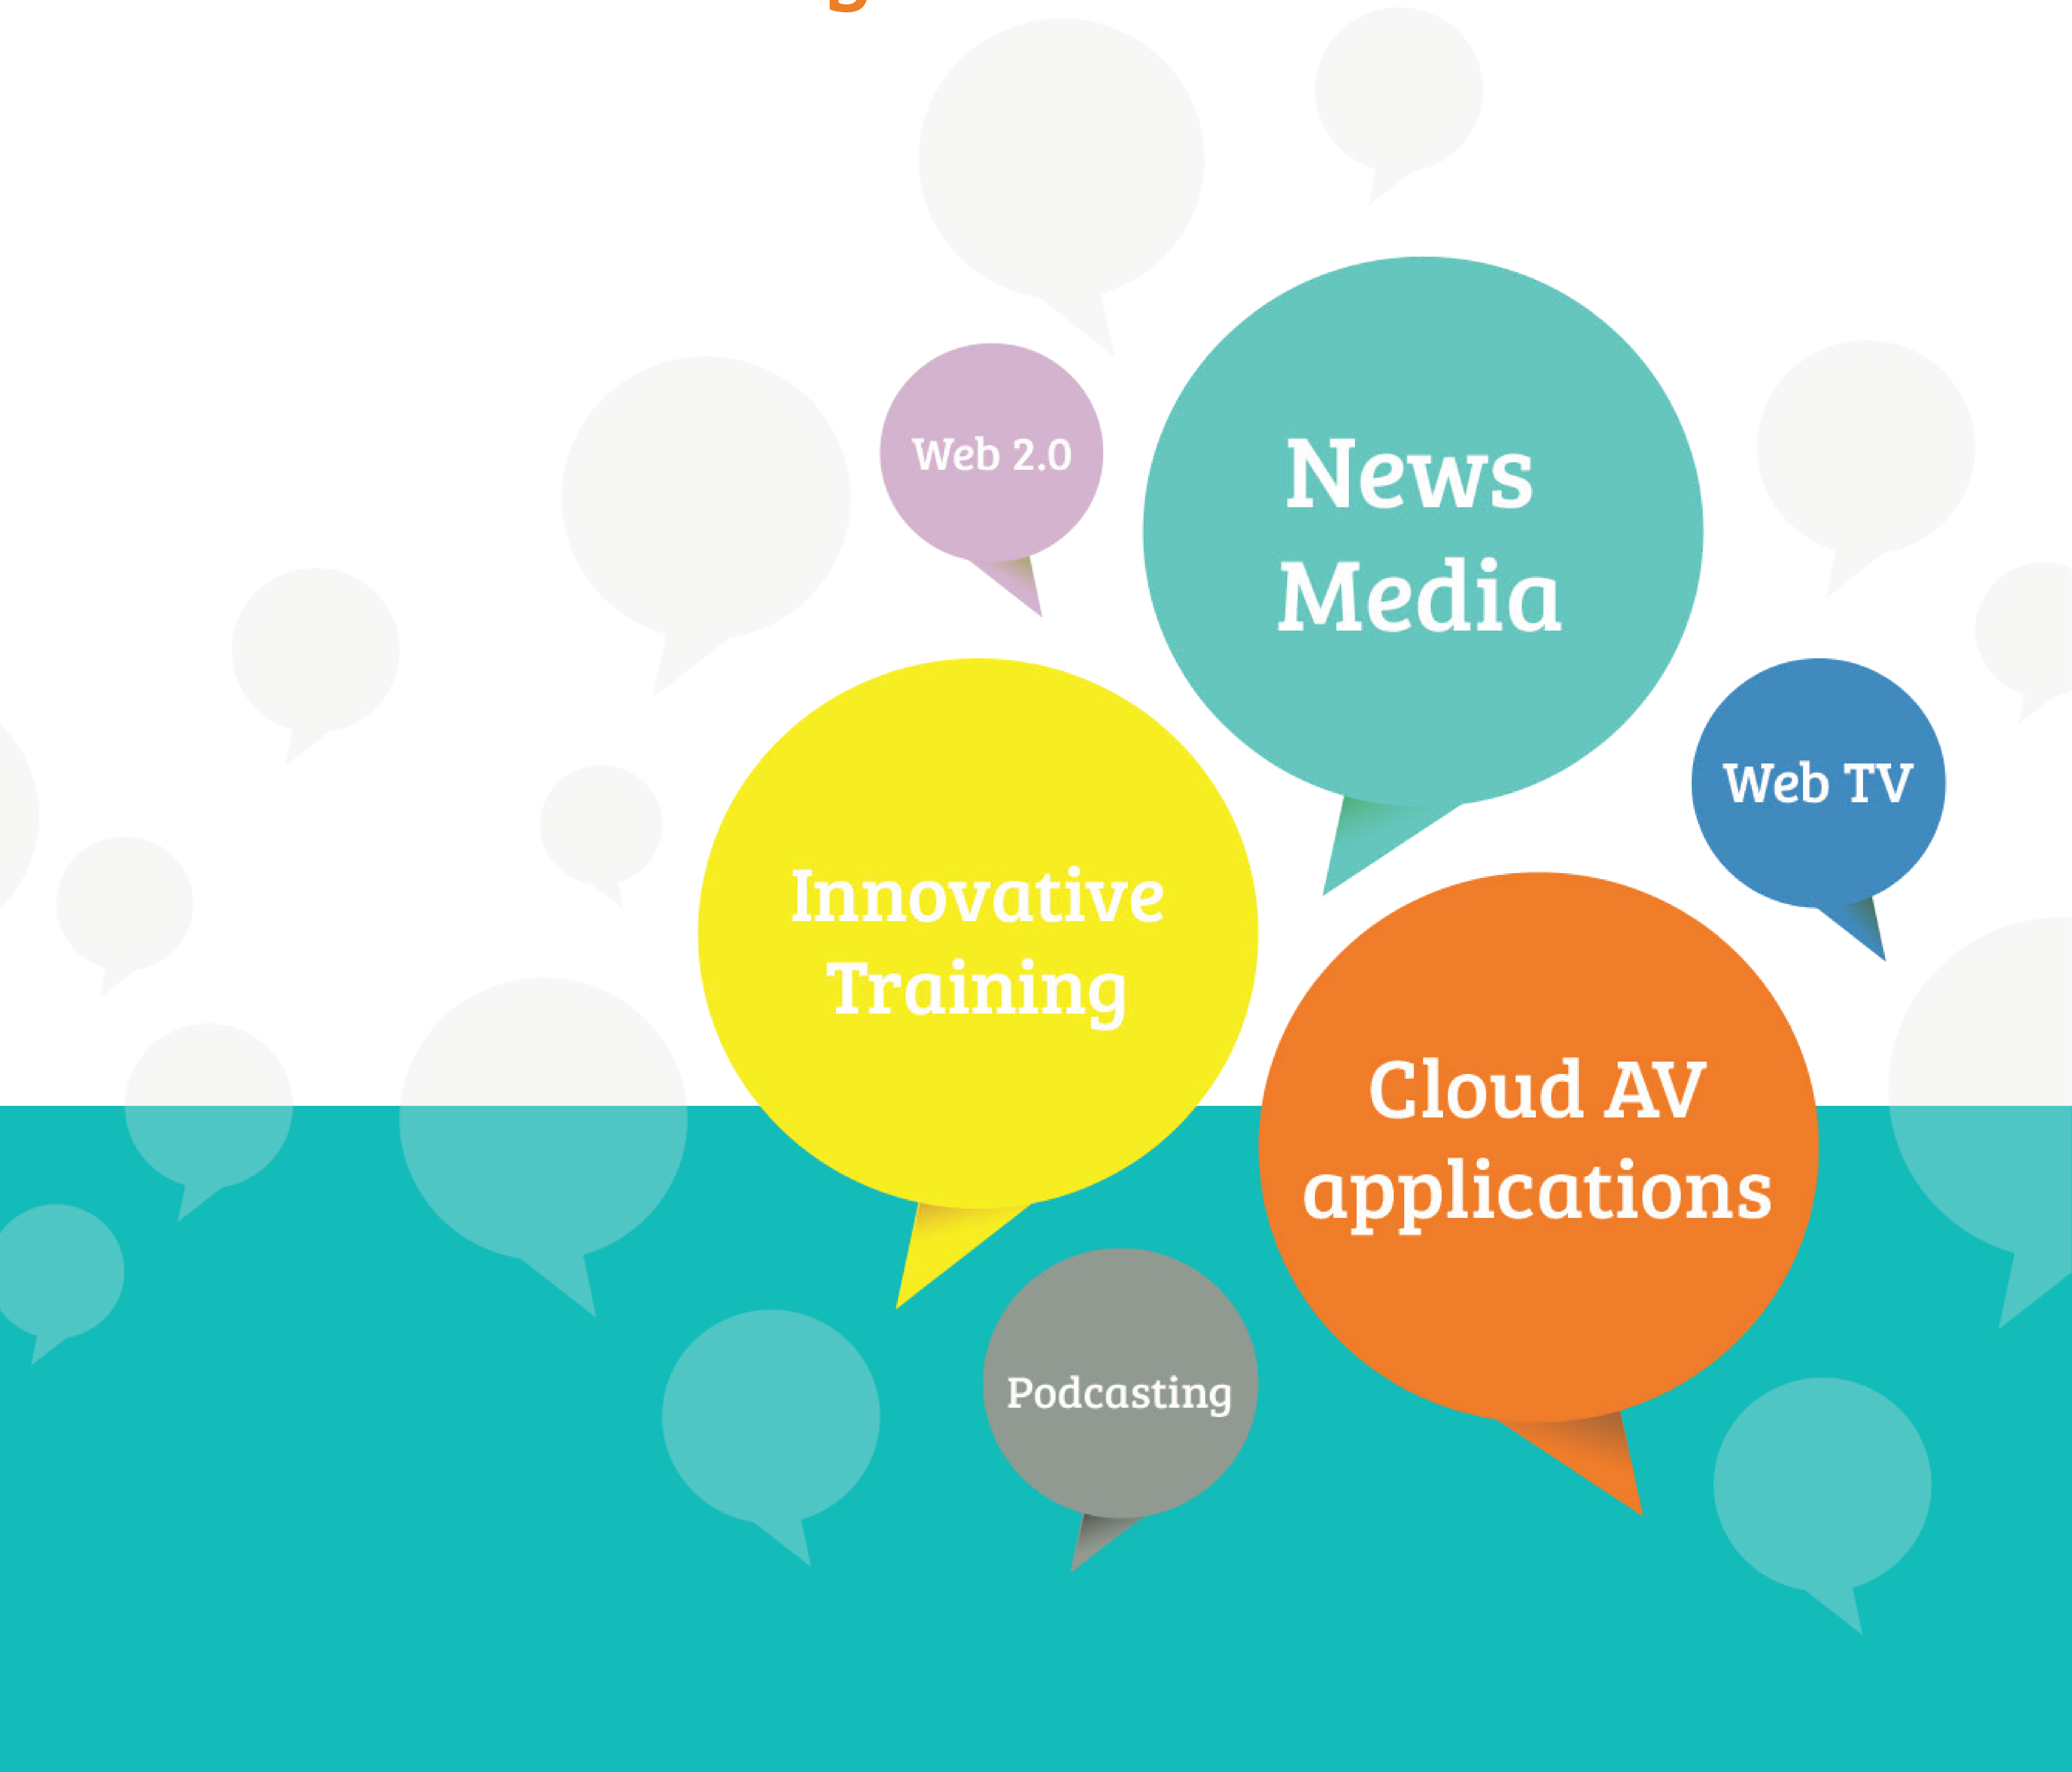 Web 2.0
News
Media
Web TV
Innovative
Training
Cloud AV
applications
Podcasting